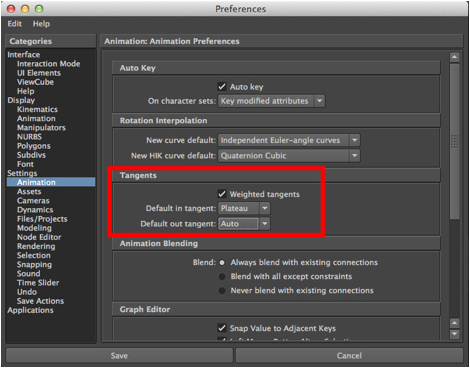 Preferences
Edit Help
Categories
Interface
Interaction Mode
UI Elements
ViewCube
Help
Display
Kinematics
Animation
Manipulators
NURBS
Polygons
Subdivs
Font
Settings
Animation
Assets
Cameras
Dynamics
Files/Projects
Modeling
Node Editor
Rendering
Selection
Snapping
Sound
Time Slider
Undo
Save Actions
Applications
Animation: Animation Preferences
Auto Key
Auto key
On character sets: Key modified attributes
Rotation Interpolation
New curve default: Independent Euler-angle curves
New HIK curve default: Quaternion Cubic
Tangents
Weighted tangents
Default in tangent: Plateau
Default out tangent: Auto
Animation Blending
Blend: Always blend with existing connections
Blend with all except constraints
Never blend with existing connections
Graph Editor
Snap Value to Adjacent Keys
Save Cancel